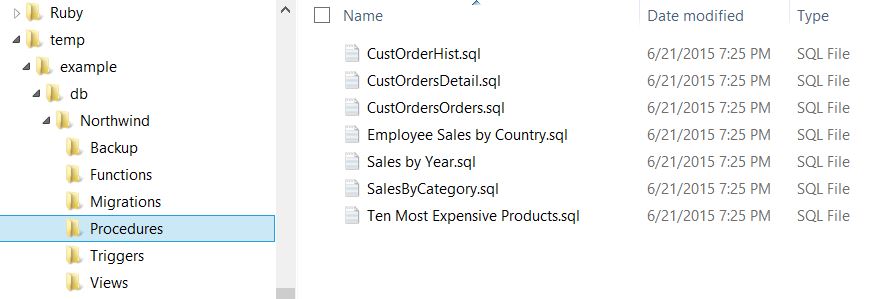 Ruby
temp
example
db
Northwind
Backup
Functions
Migrations
Procedures
Triggers
Views
Name Date modified Type
CustOrderHist.sql 6/21/2015 7:25 PM SQL File
CustOrdersDetail.sql 6/21/2015 7:25 PM SQL File
CustOrdersOrders.sql 6/21/2015 7:25 PM SQL File
Employee Sales by Country.sql 6/21/2015 7:25 PM SQL File
Sales by Year.sql 6/21/2015 7:25 PM SQL File
SalesByCategory.sql 6/21/2015 7:25 PM SQL File
Ten Most Expensive Products.sql 6/21/2015 7:25 PM SQL File